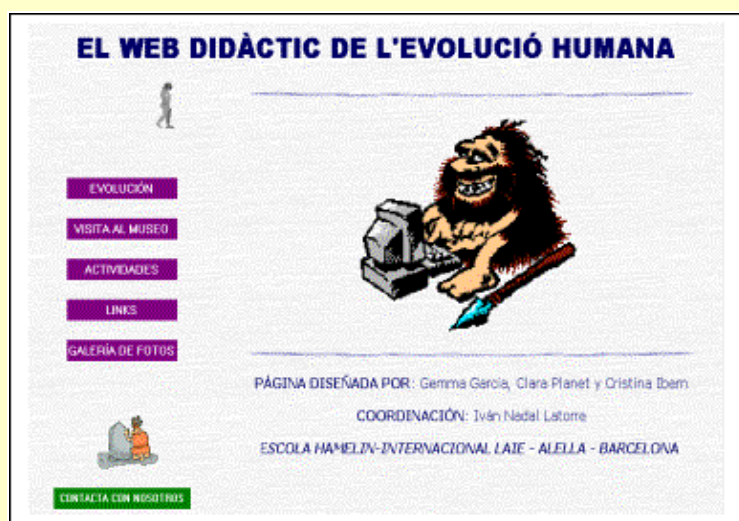 EL WEB DIDÀCTIC DE L'EVOLUCIÓ HUMANA
EVOLUCIÓN
VISITA AL MUSEO
ACTIVIDADES
LINKS
GALERÍA DE FOTOS
PÁGINA DISEÑADA POR: Gemma García, Clara Planet y Cristina Ibern
COORDINACIÓN: Iván Nadal Latorre
ESCOLA HAMELIN-INTERNACIONAL LAIE - ALELLA - BARCELONA
CONTACTA CON NOSOTROS